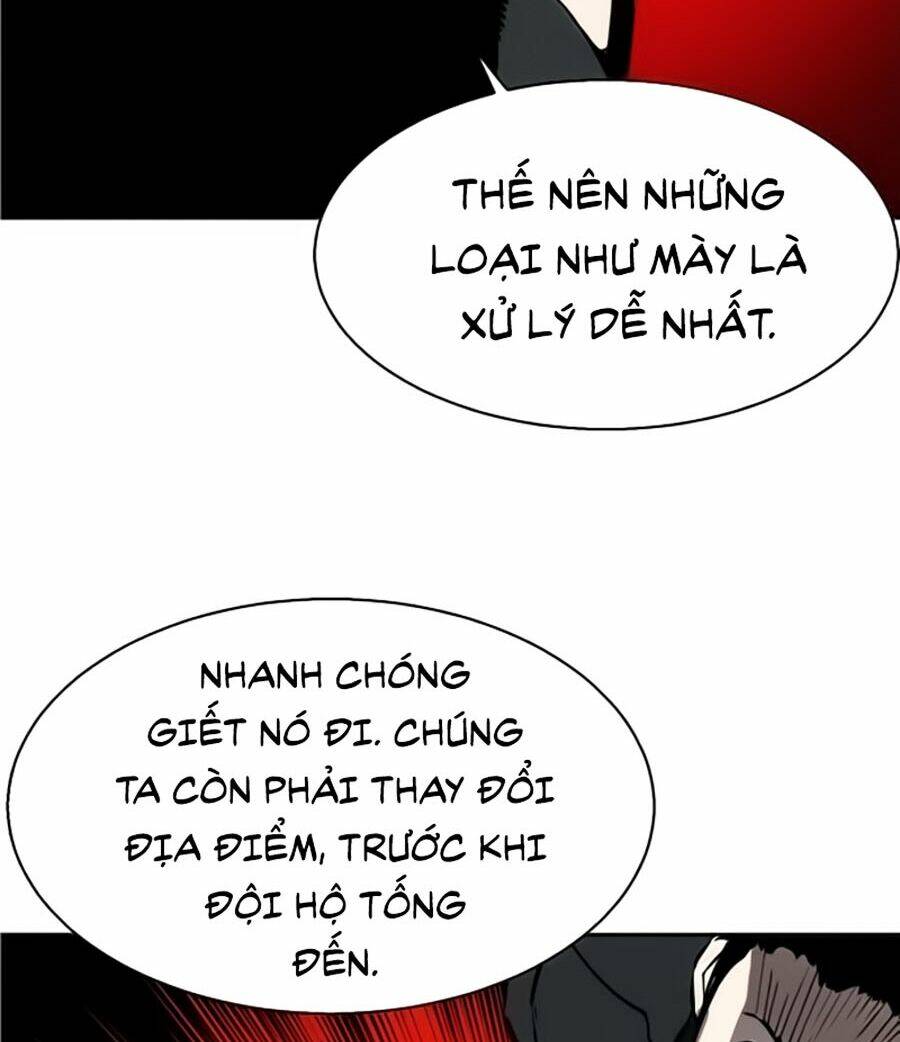 THẾ NÊN NHỮNG
LOẠI NHƯ MÀY LÀ
XỬ LÝ DỄ NHẤT.
NHANH CHÓNG
GIẾT NÓ ĐI. CHÚNG
TA CÒN PHẢI THAY ĐỔI
ĐỊA ĐIỂM, TRƯỚC KHI
ĐỘI HỘ TỐNG
ĐẾN.